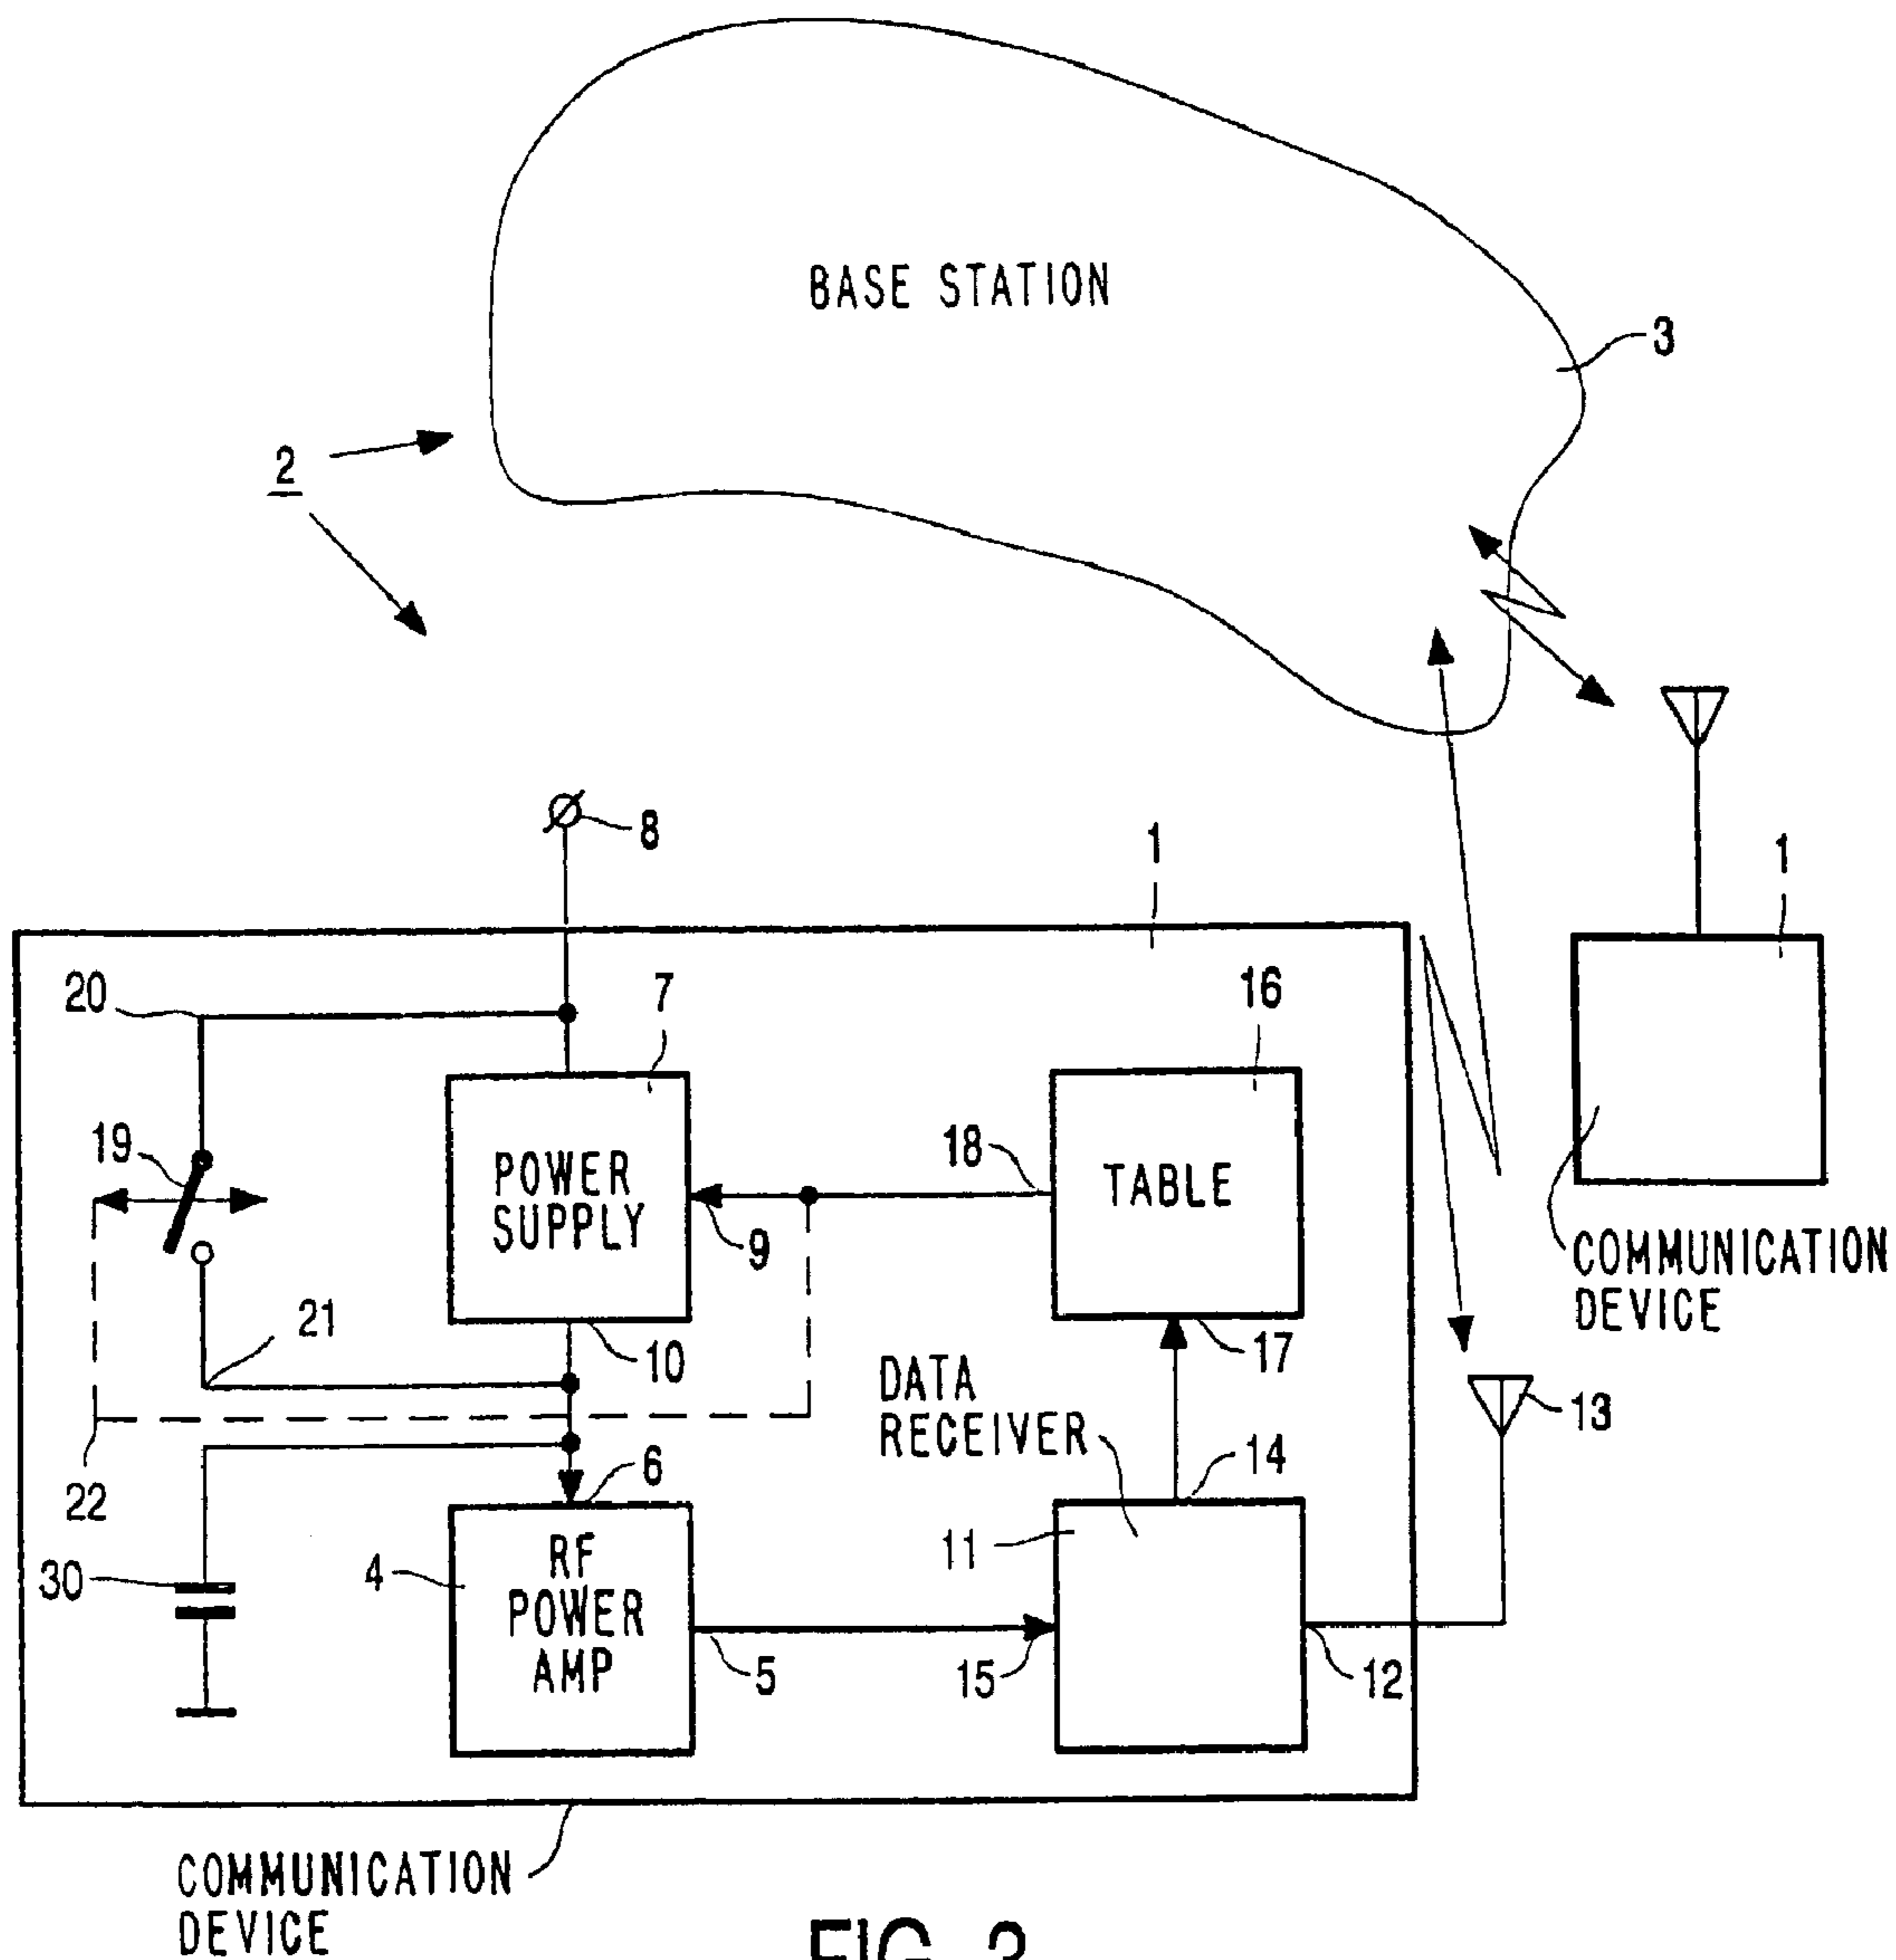 BASE STATION
3
2
8
1
1
20
7
16
19
POWER
SUPPLY
18
TABLE
9
COMMUNICATION
DEVICE
21
10
17
DATA
RECEIVER
13
22
6
14
30
4
RF
POWER
AMP
11
5
15
12
COMMUNICATION
DEVICE